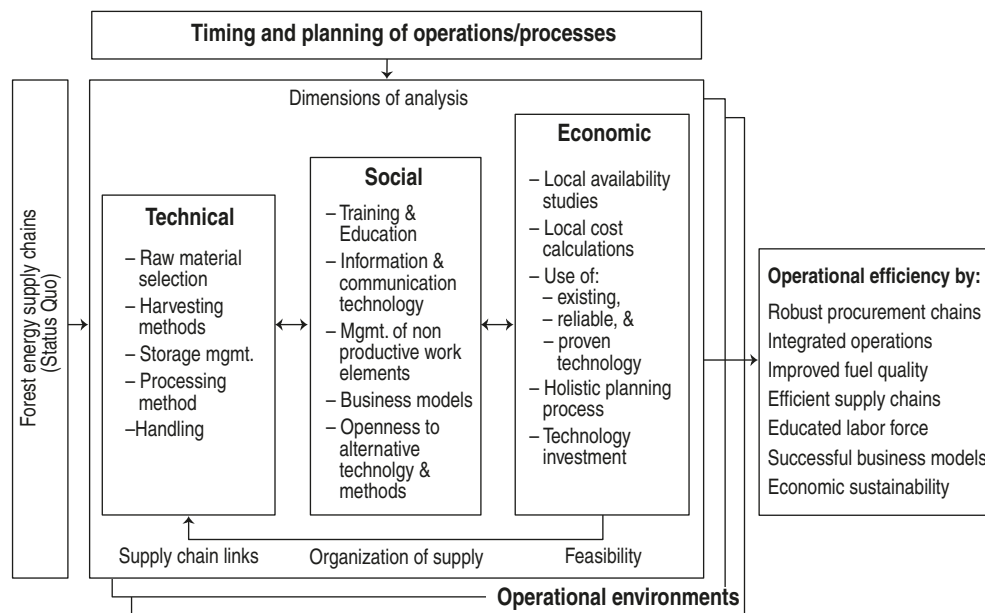 Timing and planning of operations/processes
Forest energy supply chains
(Status Quo)
Dimensions of analysis
Technical
– Raw material
selection
– Harvesting
methods
– Storage mgmt.
– Processing
method
–Handling
Social
– Training &
Education
– Information &
communication
technology
– Mgmt. of non
productive work
elements
– Business models
– Openness to
alternative
technolgy &
methods
Economic
– Local availability
studies
– Local cost
calculations
– Use of:
– existing,
– reliable, &
– proven
technology
– Holistic planning
process
– Technology
investment
Supply chain links
Organization of supply
Feasibility
Operational environments
Operational efficiency by:
Robust procurement chains
Integrated operations
Improved fuel quality
Efficient supply chains
Educated labor force
Successful business models
Economic sustainability